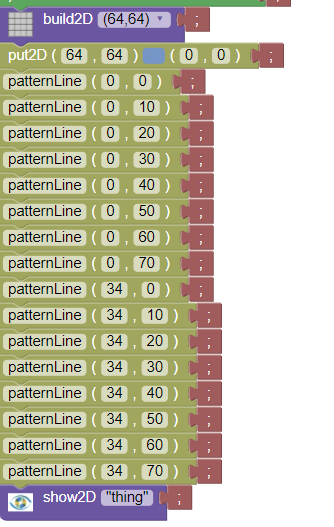 build2D (64,64) ;
put2D ( 64 , 64 ) ( 0 , 0 ) ;
patternLine ( 0 , 0 ) ;
patternLine ( 0 , 10 ) ;
patternLine ( 0 , 20 ) ;
patternLine ( 0 , 30 ) ;
patternLine ( 0 , 40 ) ;
patternLine ( 0 , 50 ) ;
patternLine ( 0 , 60 ) ;
patternLine ( 0 , 70 ) ;
patternLine ( 34 , 0 ) ;
patternLine ( 34 , 10 ) ;
patternLine ( 34 , 20 ) ;
patternLine ( 34 , 30 ) ;
patternLine ( 34 , 40 ) ;
patternLine ( 34 , 50 ) ;
patternLine ( 34 , 60 ) ;
patternLine ( 34 , 70 ) ;
show2D "thing" ;